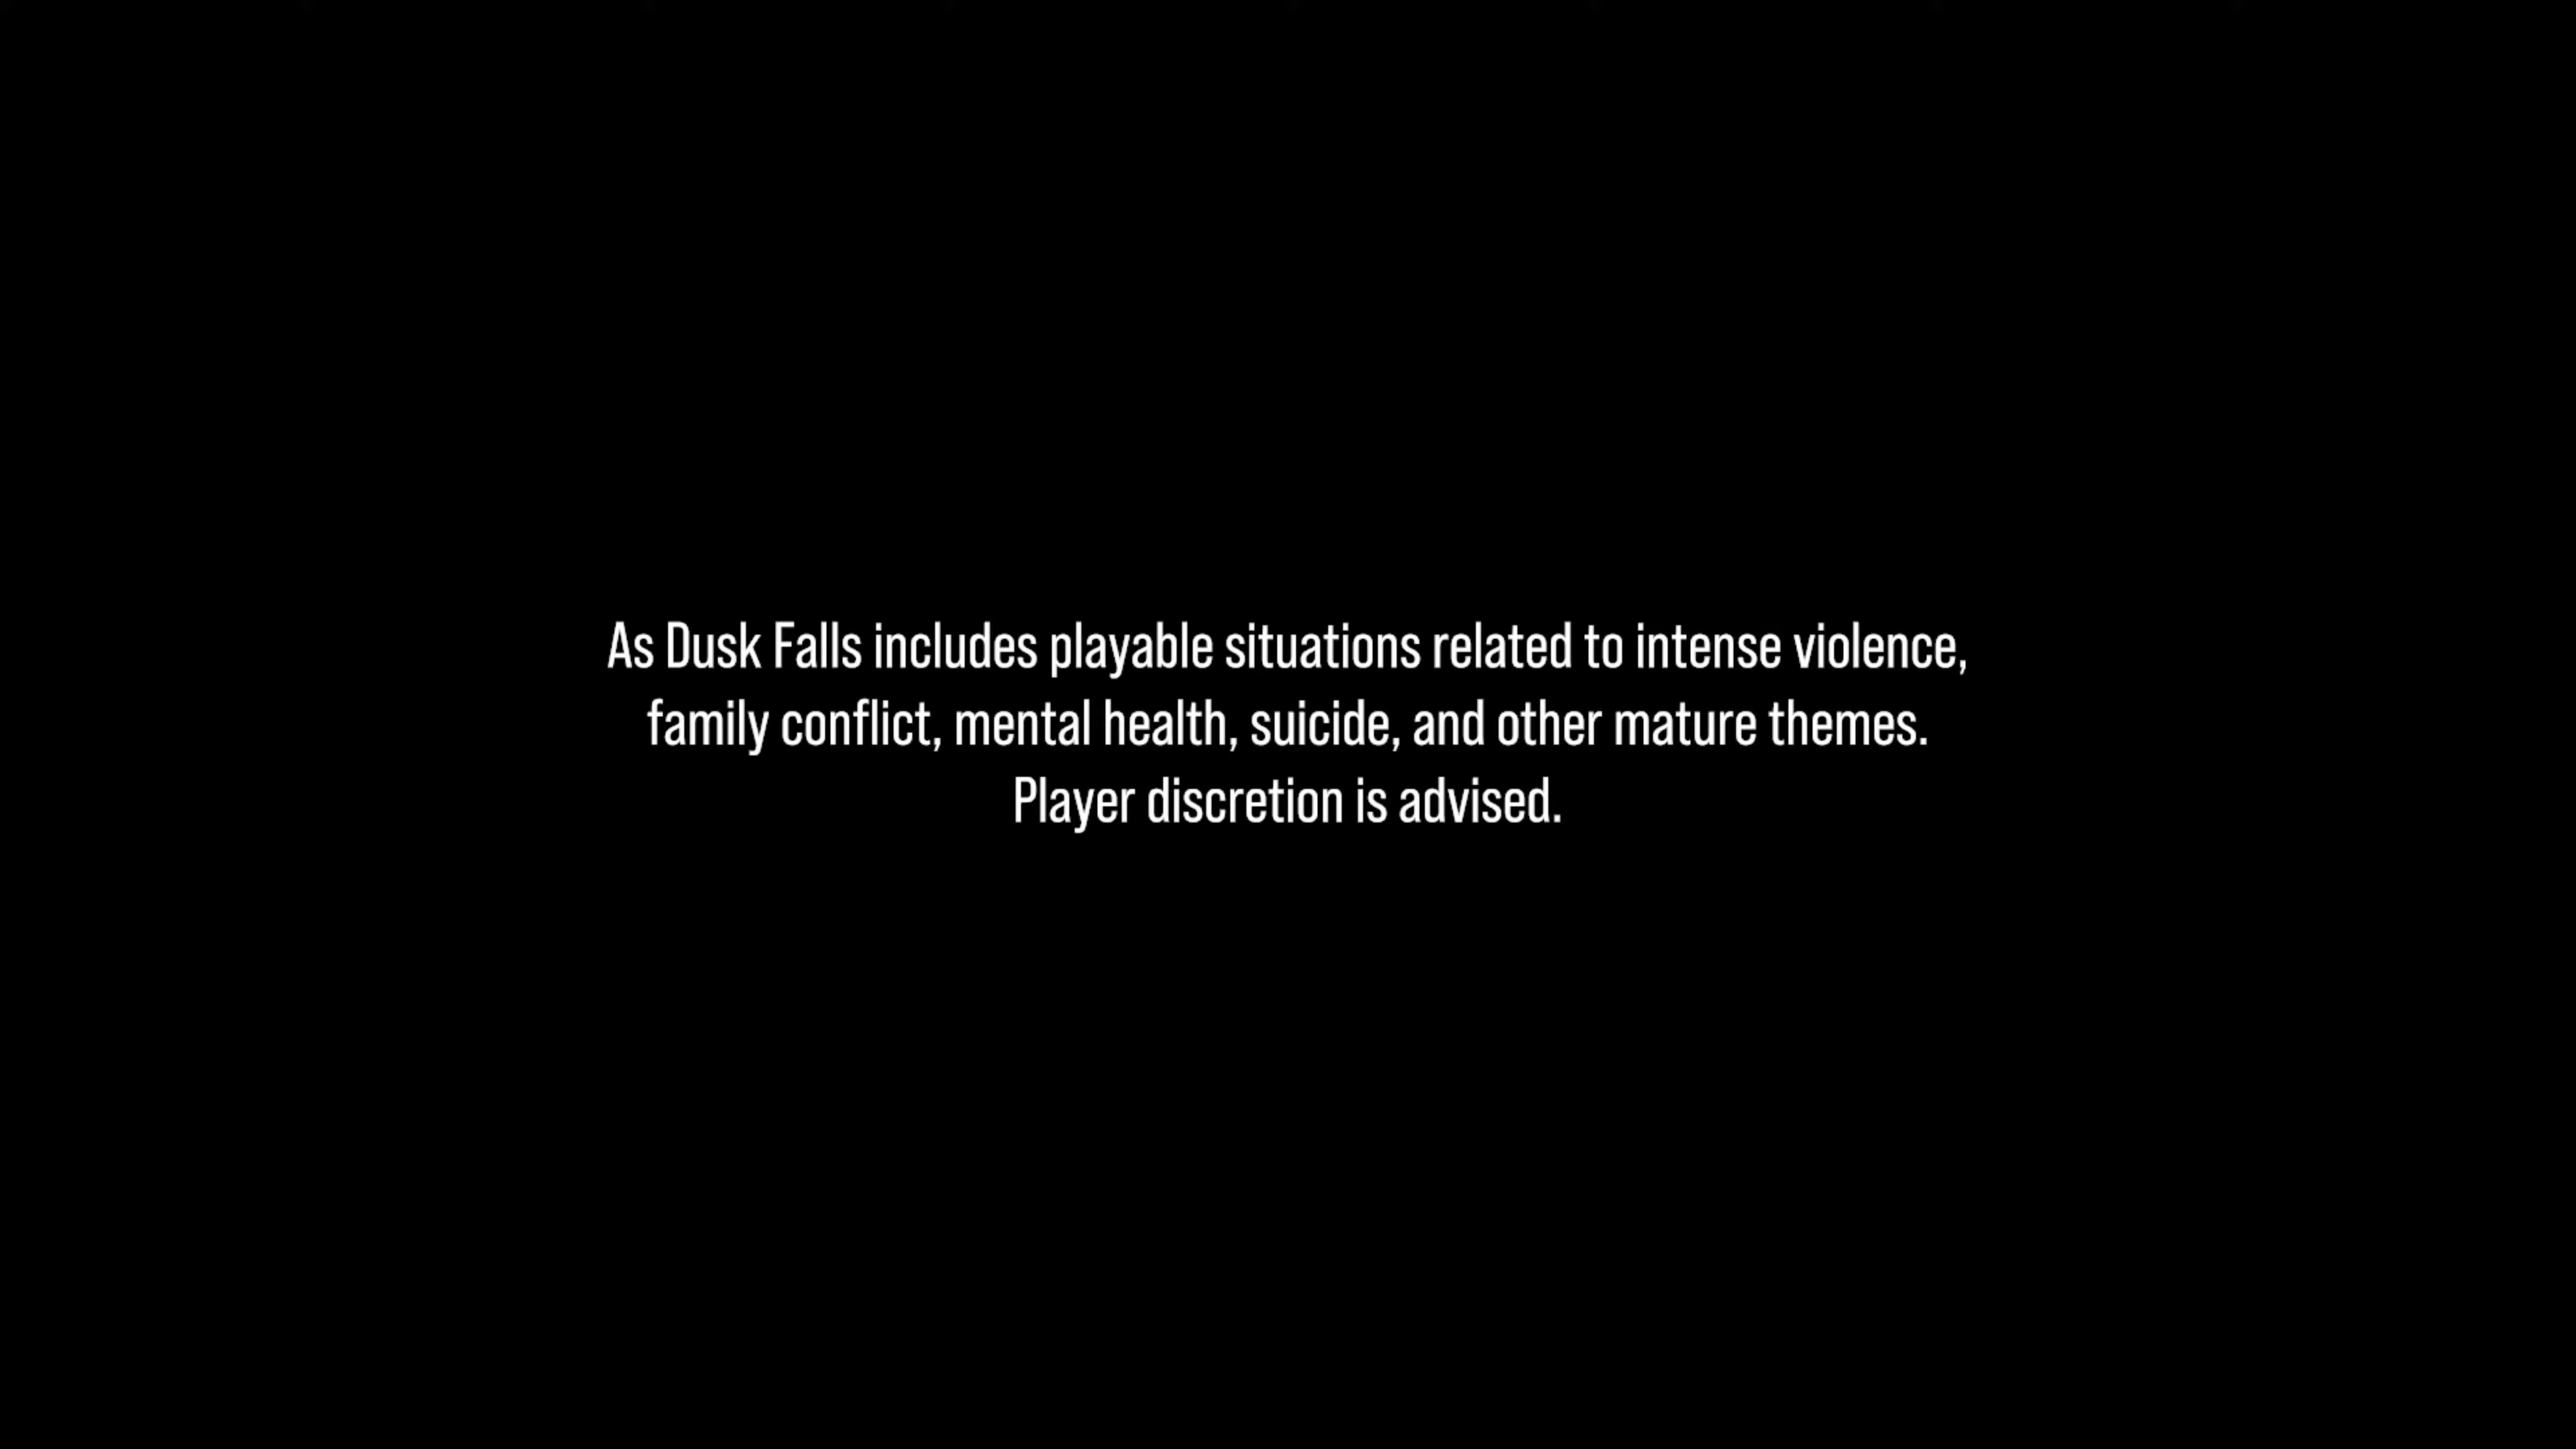 As Dusk Falls includes playable situations related to intense violence,
family conflict, mental health, suicide, and other mature themes.
Player discretion is advised.